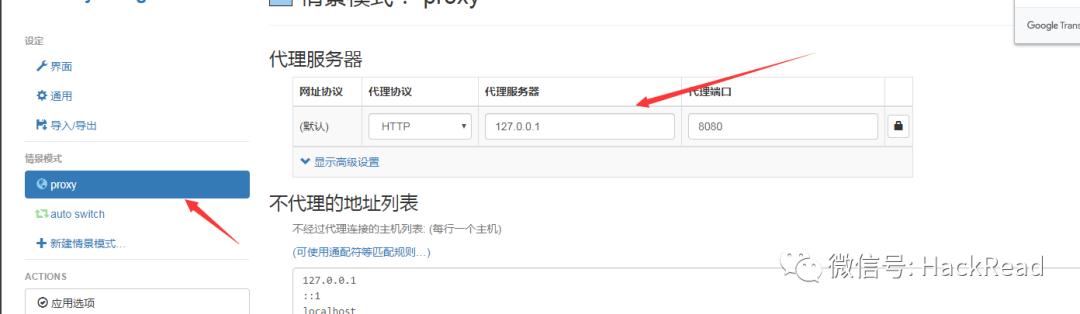 情景模式： proxy
Google Trans
设定
界面
通用
导入/导出
情景模式
proxy
auto switch
新建情景模式...
ACTIONS
应用选项
代理服务器
网址协议 代理协议 代理服务器 代理端口
(默认) HTTP 127.0.0.1 8080
显示高级设置
不代理的地址列表
不经过代理连接的主机列表: (每行一个主机)
(可使用通配符等匹配规则...)
127.0.0.1
::1
localhost
微信号: HackRead